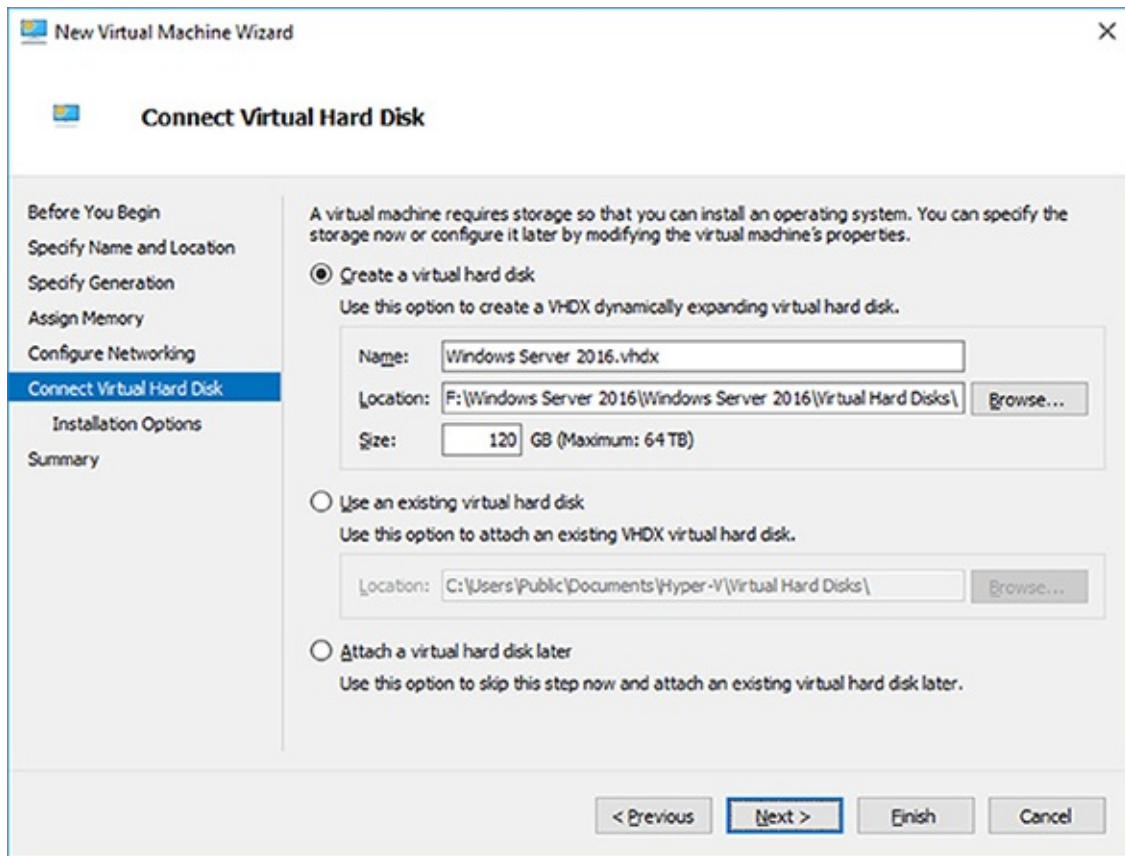 New Virtual Machine Wizard
Connect Virtual Hard Disk
Before You Begin
Specify Name and Location
Specify Generation
Assign Memory
Configure Networking
Connect Virtual Hard Disk
Installation Options
Summary
A virtual machine requires storage so that you can install an operating system. You can specify the
storage now or configure it later by modifying the virtual machine's properties.
Create a virtual hard disk
Use this option to create a VHDX dynamically expanding virtual hard disk.
Name: Windows Server 2016.vhdx
Location: F:\Windows Server 2016\Windows Server 2016\Virtual Hard Disks\ Browse...
Size: 120 GB (Maximum: 64 TB)
Use an existing virtual hard disk
Use this option to attach an existing VHDX virtual hard disk.
Location: C:\Users\Public\Documents\Hyper-V\Virtual Hard Disks\ Browse...
Attach a virtual hard disk later
Use this option to skip this step now and attach an existing virtual hard disk later.
< Previous Next > Finish Cancel